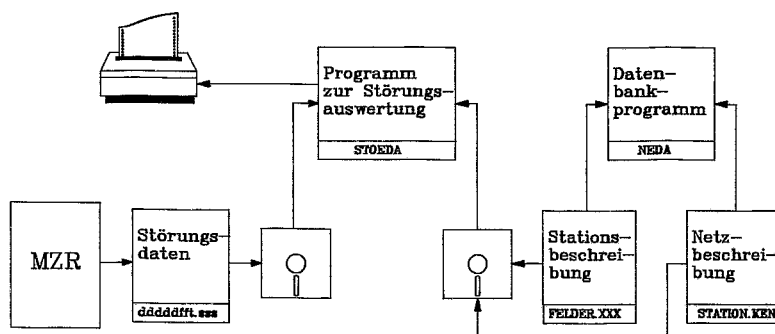 Programm
zur Störungs-
auswertung
STOEDA
Daten-
bank-
programm
NEDA
MZR
Störungs-
daten
dddddfft.sss
Stations-
beschrei-
bung
FELDER.XXX
Netz-
beschrei-
bung
STATION.KEN